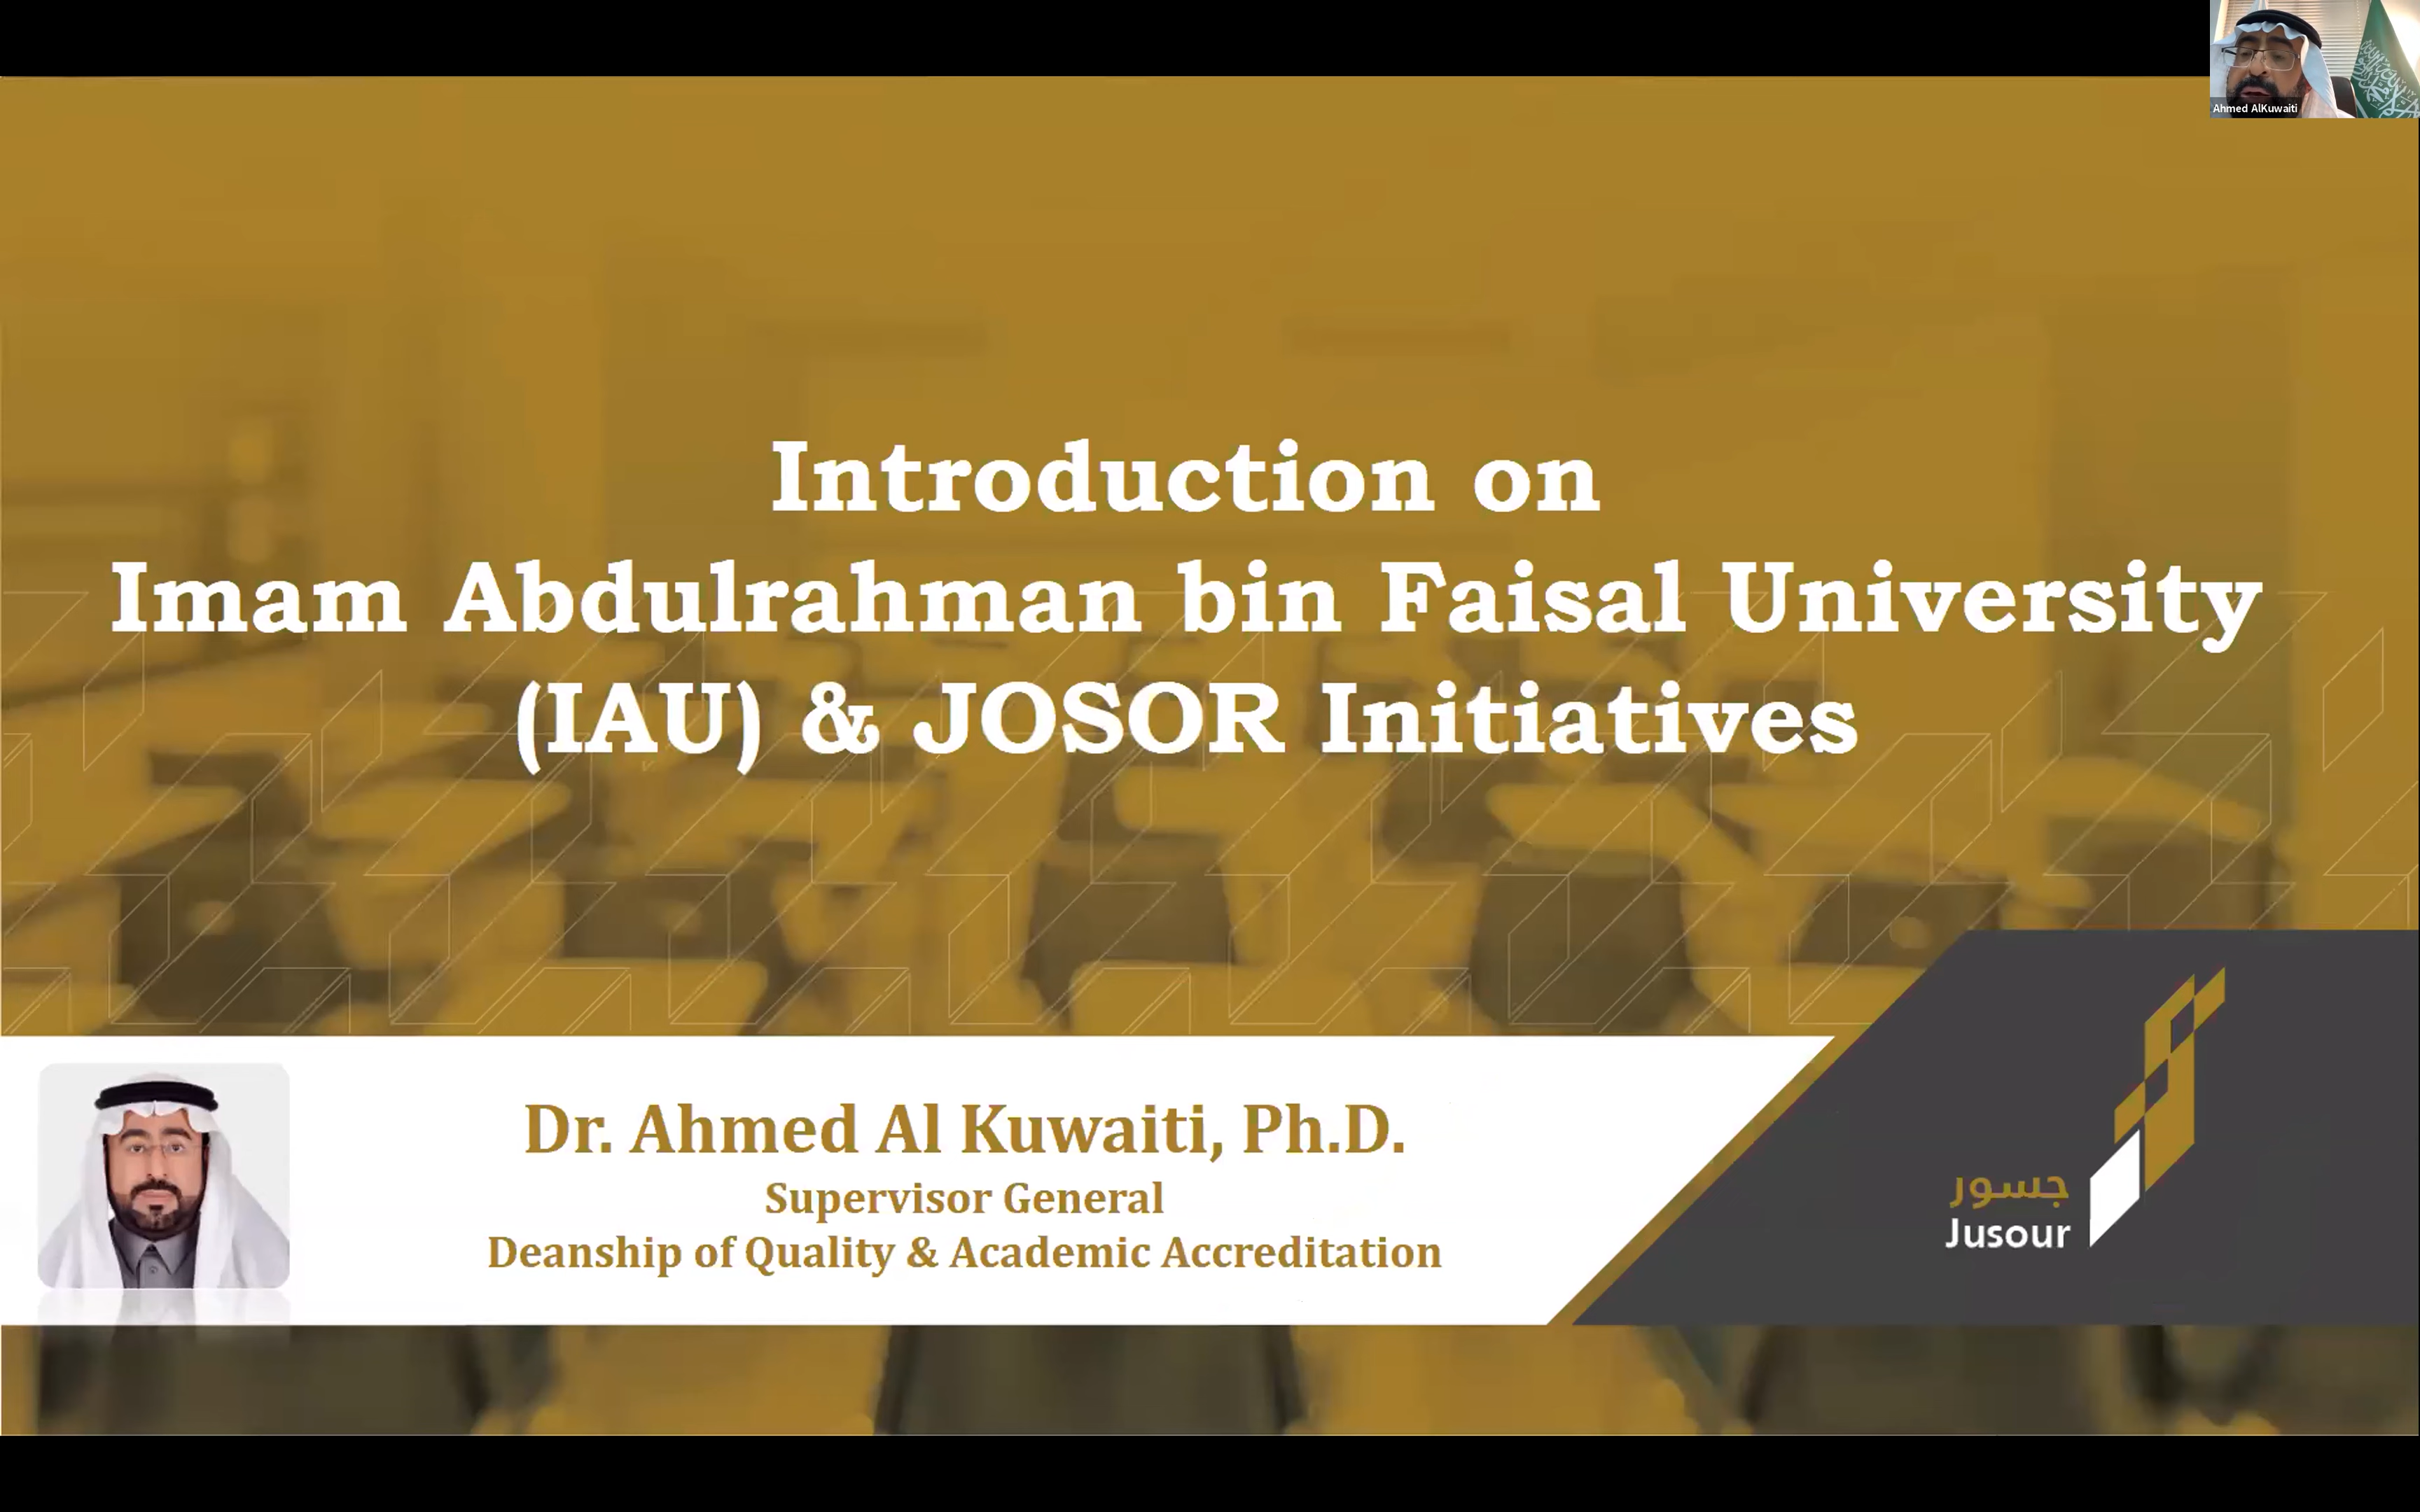 Ahmed AlKuwaiti
Introduction on
Imam Abdulrahman bin Faisal University
(IAU) & JOSOR Initiatives
Dr. Ahmed Al Kuwaiti, Ph.D.
Supervisor General
Deanship of Quality & Academic Accreditation
جسور
Jusour